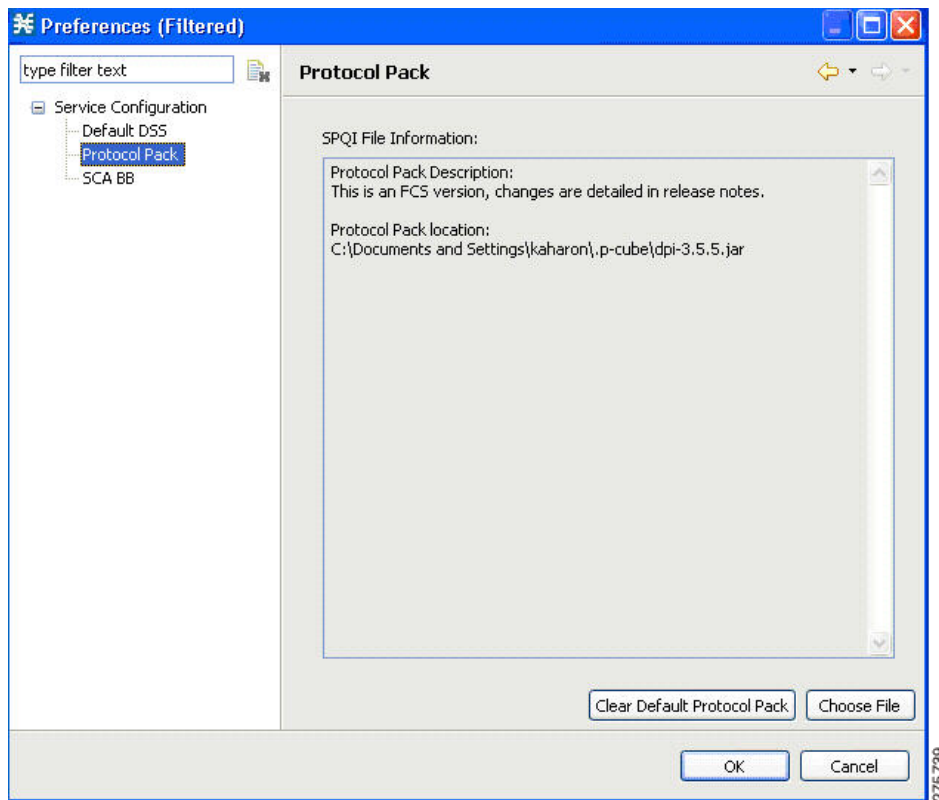 Preferences (Filtered)
type filter text
Service Configuration
Default DSS
Protocol Pack
SCA BB
Protocol Pack
SPQI File Information:
Protocol Pack Description:
This is an FCS version, changes are detailed in release notes.
Protocol Pack location:
C:\Documents and Settings\kaharon\.p-cube\dpi-3.5.5.jar
Clear Default Protocol Pack
Choose File
OK
Cancel
275739